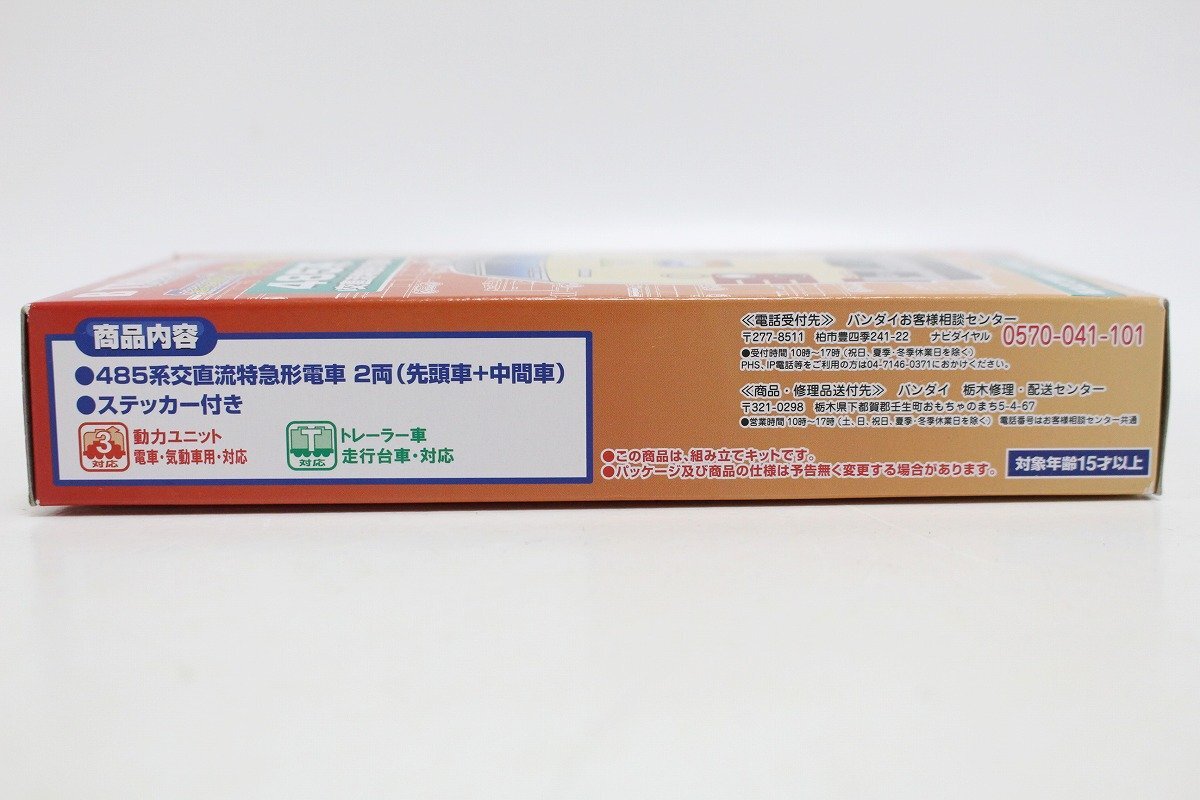 485系
商品内容
●485系交直流特急形電車 2両(先頭車+中間車)
●ステッカー付き
3
対応
動力ユニット
電車・気動車用・対応
T
対応
トレーラー車
走行台車・対応
≪電話受付先≫ バンダイお客様相談センター
〒277-8511 柏市豊四季241-22 ナビダイヤル 0570-041-101
●受付時間 10時〜17時(祝日、夏季・冬季休業日を除く)
PHS、IP電話等をご利用の方は04-7146-0371におかけください。
≪商品・修理品送付先≫ バンダイ 栃木修理・配送センター
〒321-0298 栃木県下都賀郡壬生町おもちゃのまち5-4-67
●営業時間 10時〜17時(土、日、祝日、夏季・冬季休業日を除く) 電話番号はお客様相談センター共通
●この商品は、組み立てキットです。
●パッケージ及び商品の仕様は予告無く変更する場合があります。
対象年齢15才以上